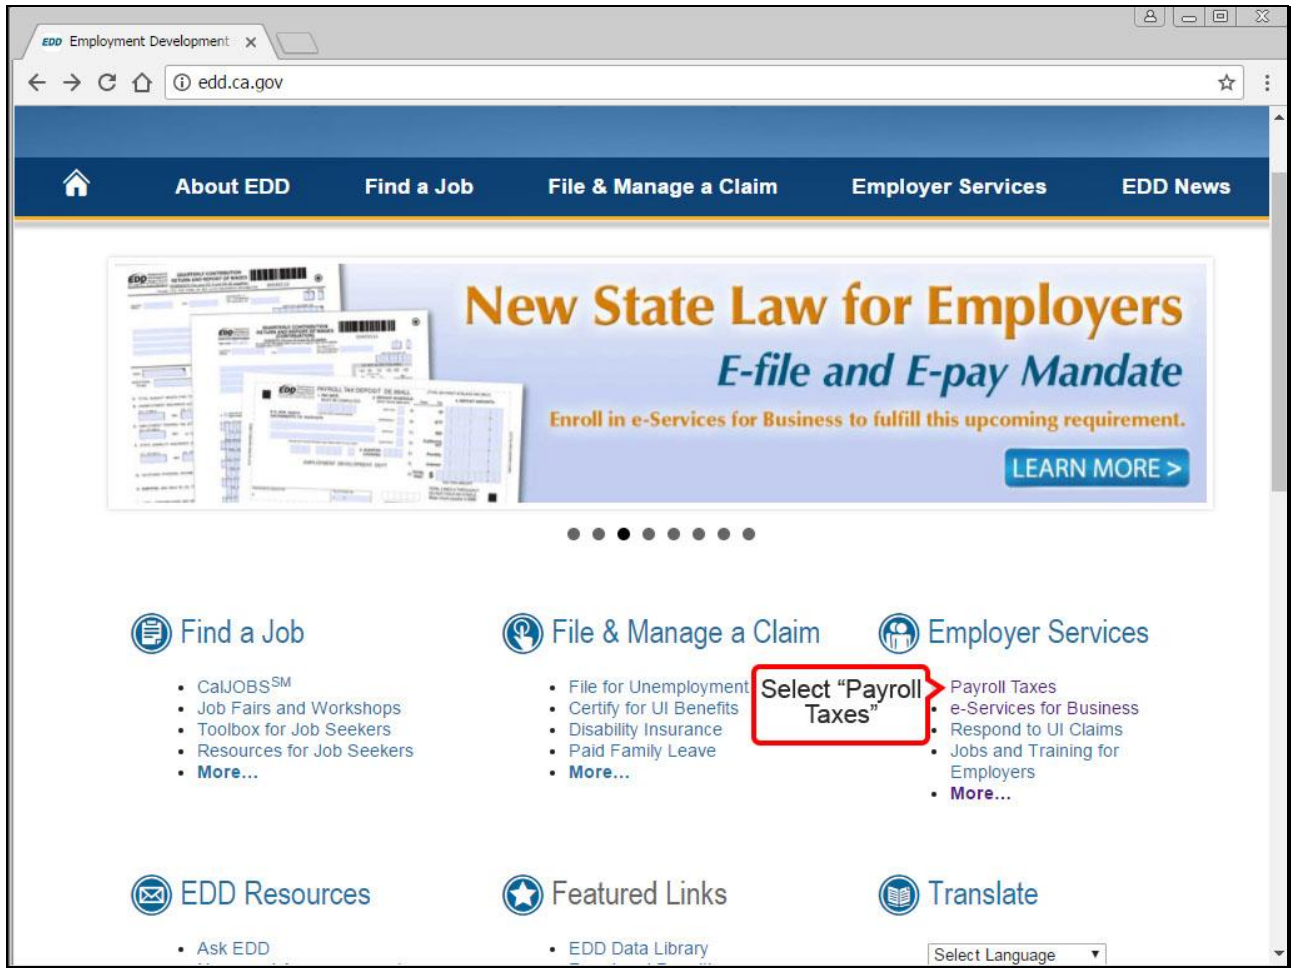 EDD Employment Development
edd.ca.gov
About EDD
Find a Job
File & Manage a Claim
Employer Services
EDD News
New State Law for Employers
E-file and E-pay Mandate
Enroll in e-Services for Business to fulfill this upcoming requirement.
LEARN MORE >
Find a Job
CalJOBS℠
Job Fairs and Workshops
Toolbox for Job Seekers
Resources for Job Seekers
More...
File & Manage a Claim
File for Unemployment
Certify for UI Benefits
Disability Insurance
Paid Family Leave
More...
Select “Payroll
Taxes”
Employer Services
Payroll Taxes
e-Services for Business
Respond to UI Claims
Jobs and Training for
Employers
More...
EDD Resources
Ask EDD
Featured Links
EDD Data Library
Translate
Select Language